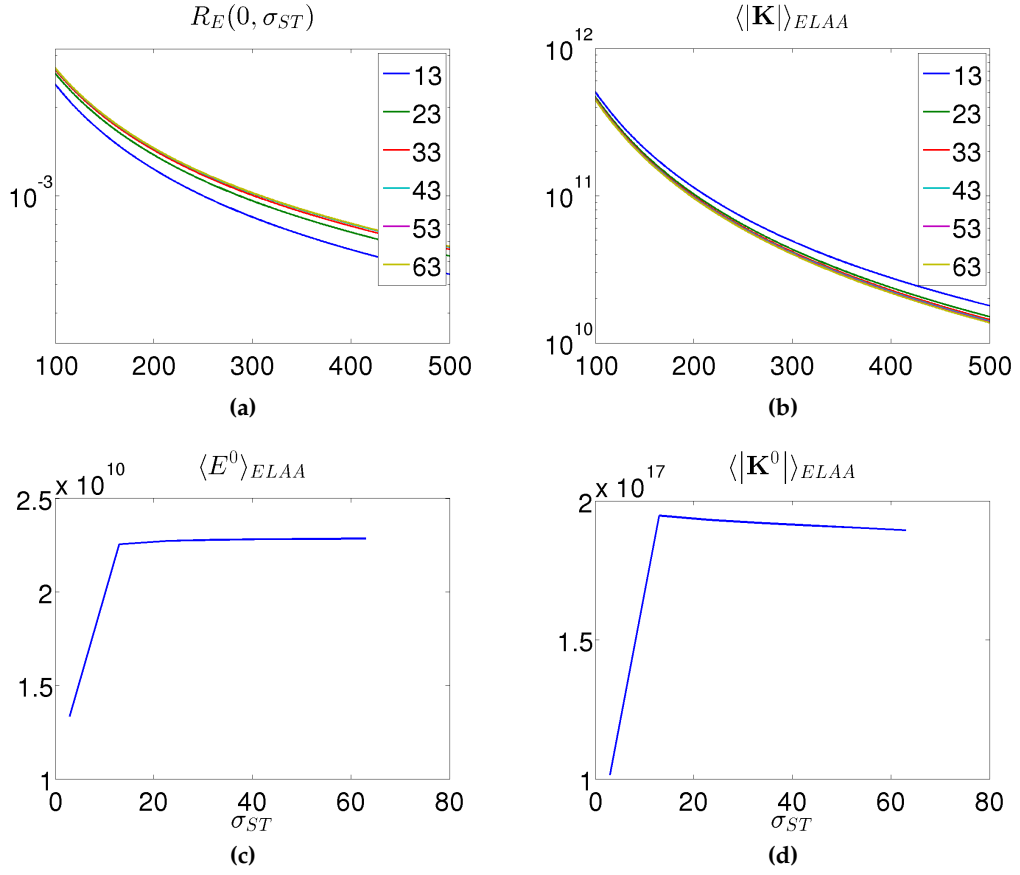 R_E(0, σ_ST)
10^-3
13
23
33
43
53
63
100 200 300 400 500
(a)
⟨|K|⟩_ELAA
10^12
10^11
10^10
13
23
33
43
53
63
100 200 300 400 500
(b)
⟨E^0⟩_ELAA
x 10^10
2.5
2
1.5
1
0 20 40 60 80
σ_ST
(c)
⟨|K^0|⟩_ELAA
x 10^17
2
1.5
1
0 20 40 60 80
σ_ST
(d)